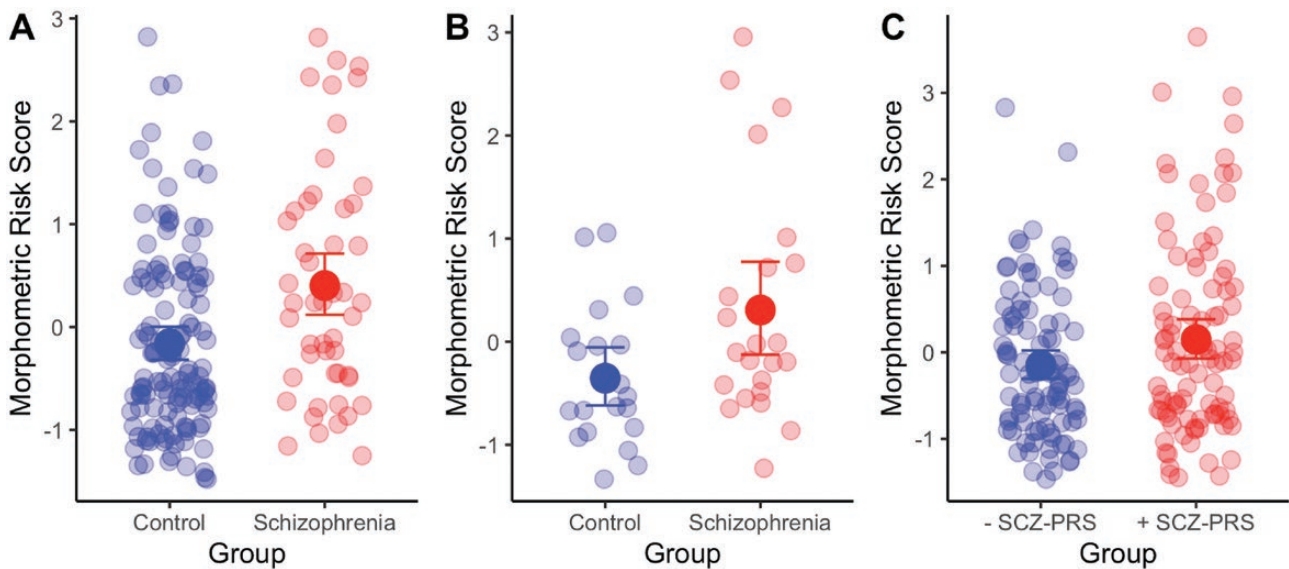 A
Morphometric Risk Score
3
2
1
0
-1
Control
Schizophrenia
Group
B
Morphometric Risk Score
3
2
1
0
-1
Control
Schizophrenia
Group
C
Morphometric Risk Score
3
2
1
0
-1
- SCZ-PRS
+ SCZ-PRS
Group